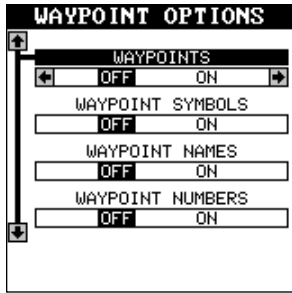 WAYPOINT OPTIONS
WAYPOINTS
OFF ON
WAYPOINT SYMBOLS
OFF ON
WAYPOINT NAMES
OFF ON
WAYPOINT NUMBERS
OFF ON